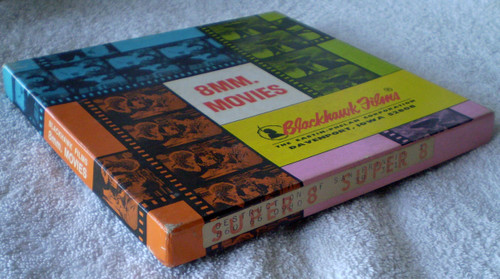 8MM.
MOVIES
Blackhawk Films®
THE EASTIN-PHELAN CORPORATION
DAVENPORT, IOWA 52808
BLACKHAWK FILMS
8MM MOVIES
SUPER 8 SUPER 8